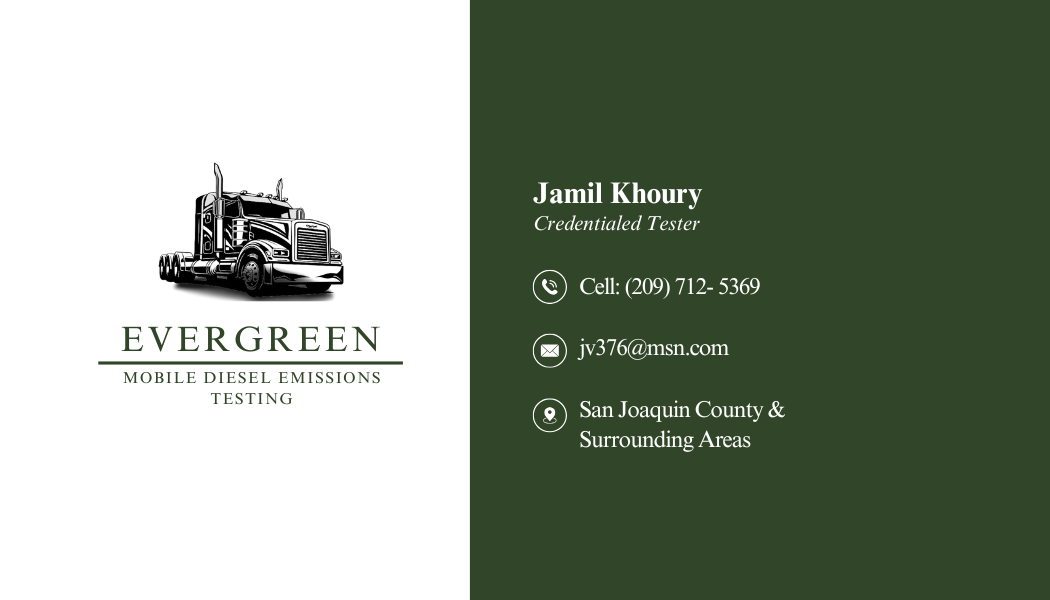 EVERGREEN
MOBILE DIESEL EMISSIONS
TESTING
Jamil Khoury
Credentialed Tester
Cell: (209) 712- 5369
jv376@msn.com
San Joaquin County &
Surrounding Areas